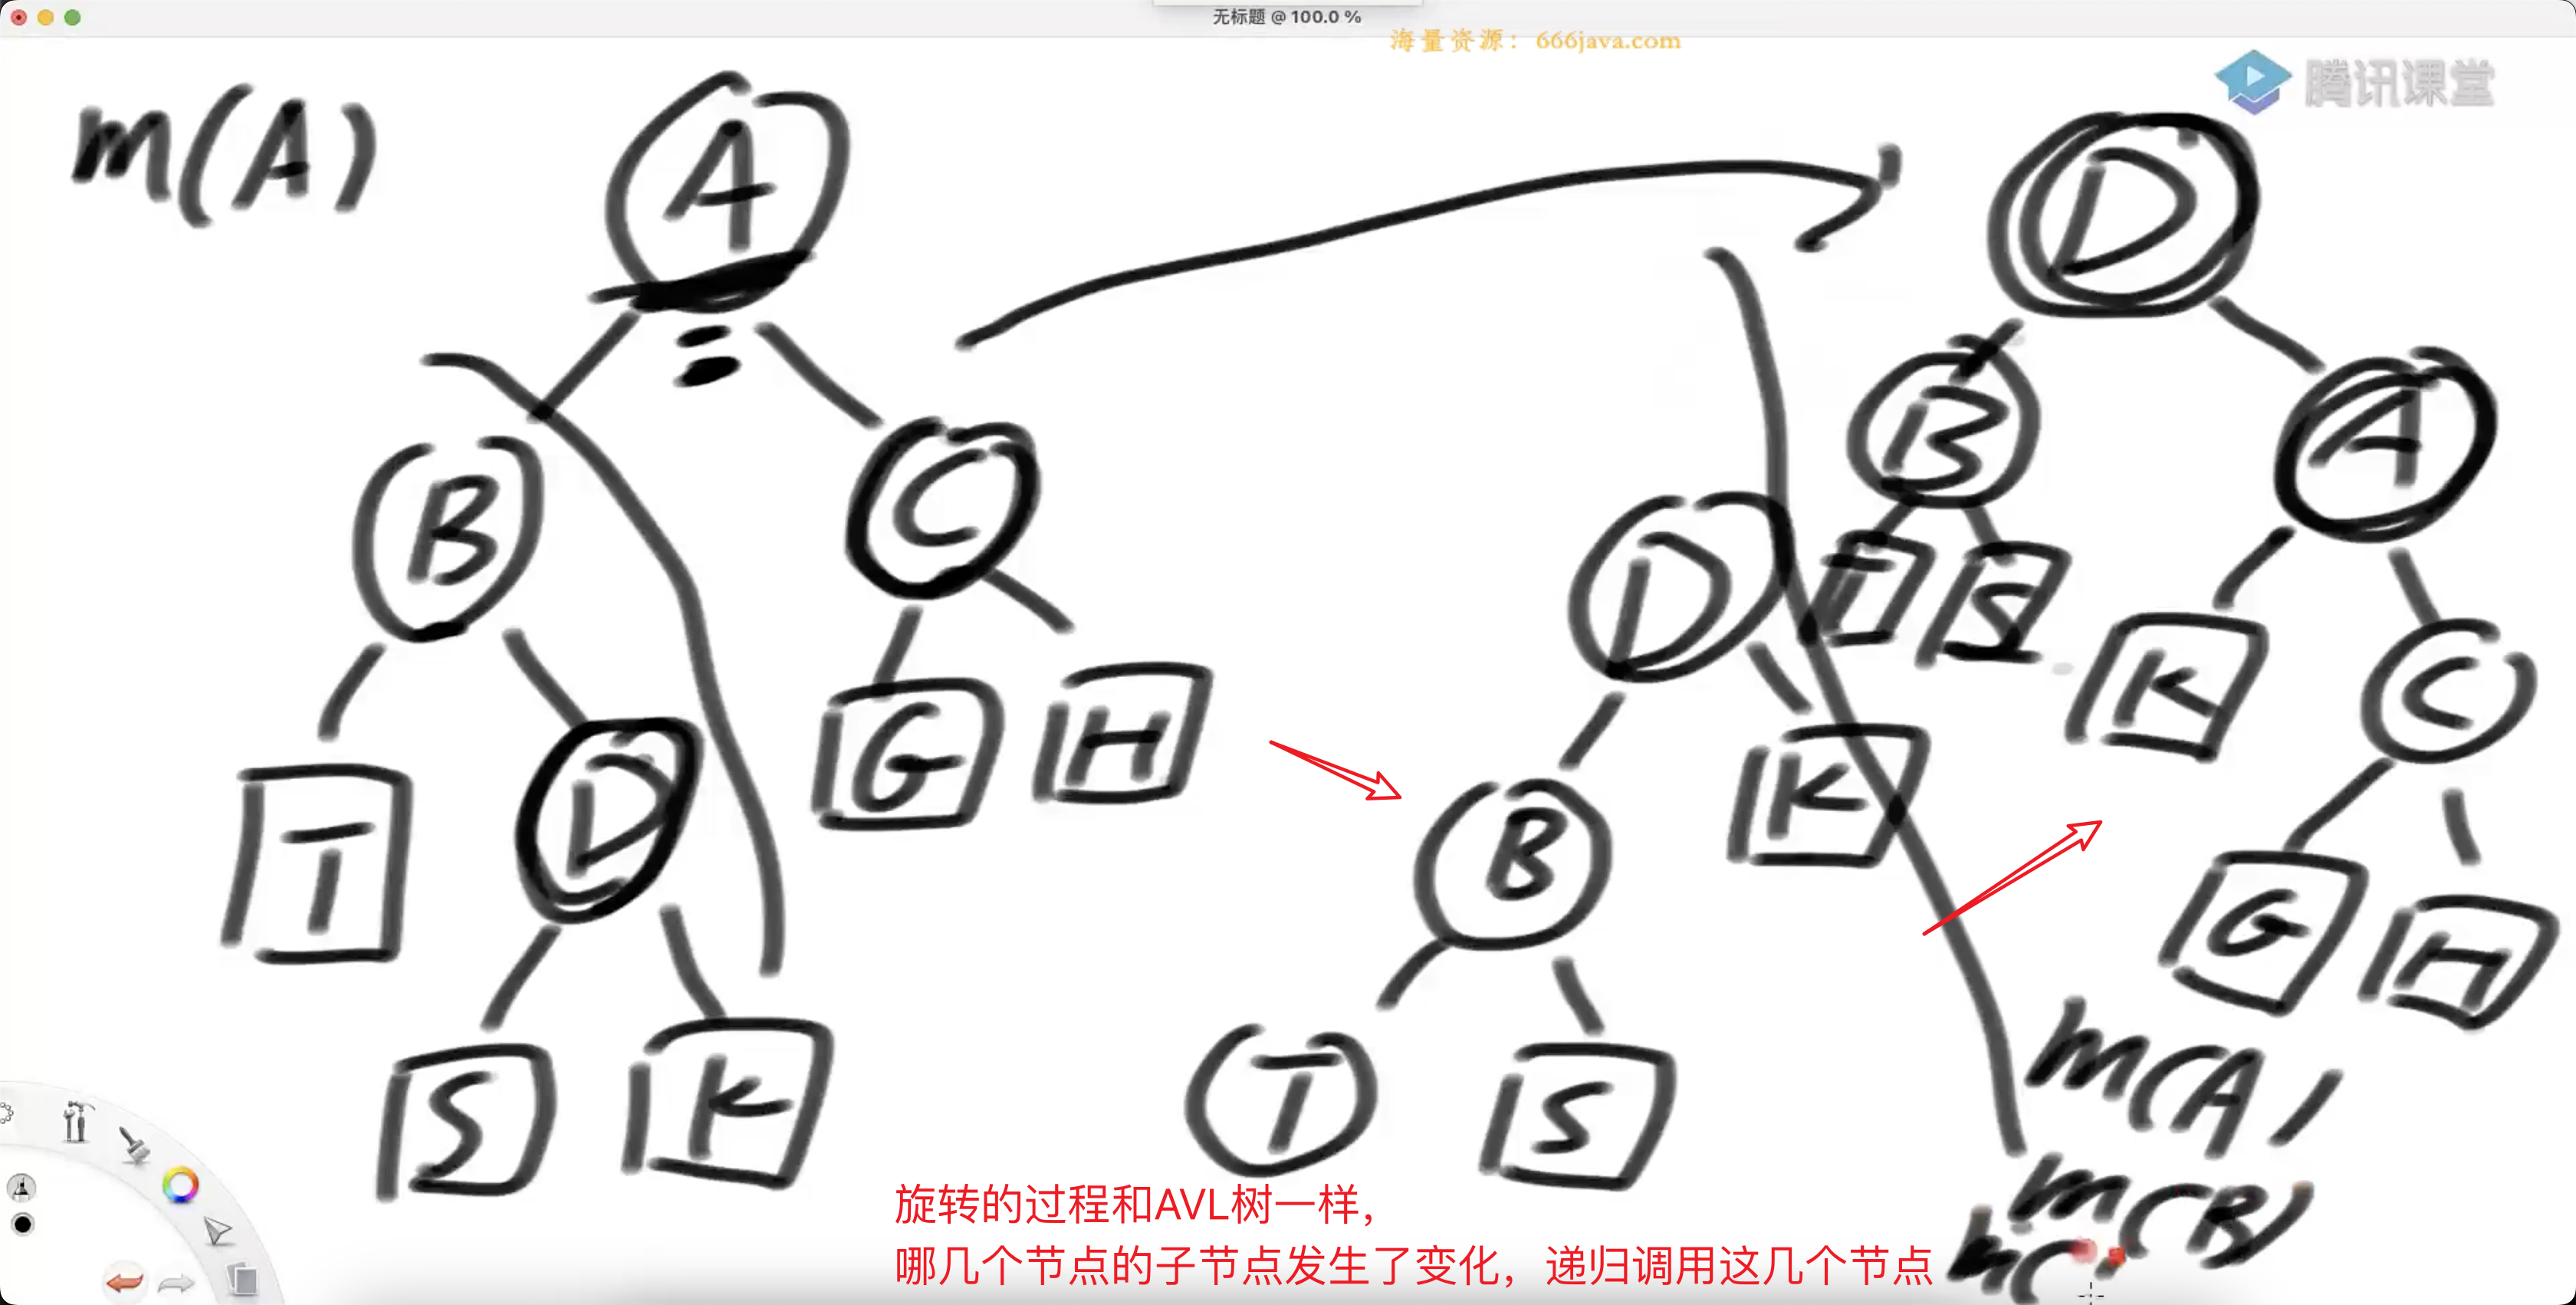 无标题 @ 100.0 %
海量资源：666java.com
腾讯课堂
m(A)
A
B
C
T
D
G
H
S
K
D
B
K
T
S
D
B
A
T
S
K
C
G
H
m(A)
m(B)
旋转的过程和AVL树一样，
哪几个节点的子节点发生了变化，递归调用这几个节点